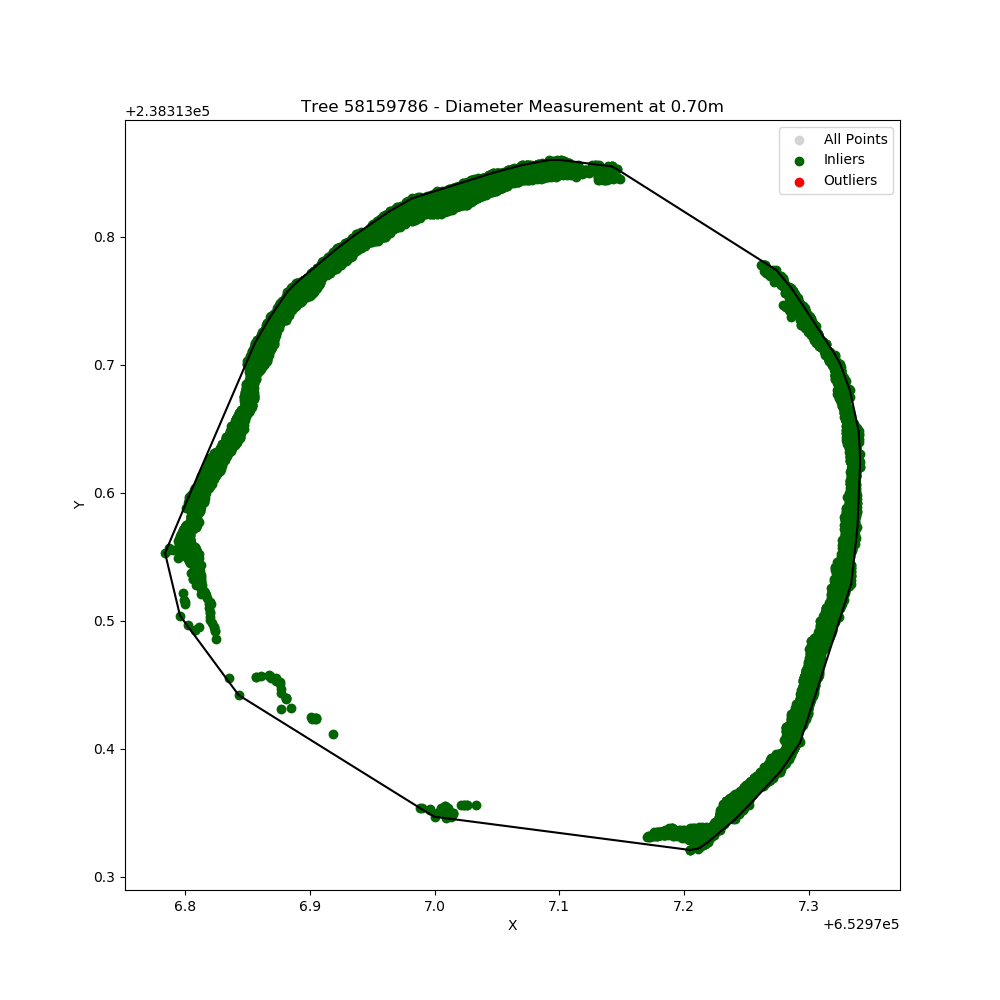 Tree 58159786 - Diameter Measurement at 0.70m
+2.38313e5
All Points
Inliers
Outliers
0.8
0.7
0.6
0.5
0.4
0.3
Y
6.8 6.9 7.0 7.1 7.2 7.3
X
+6.5297e5